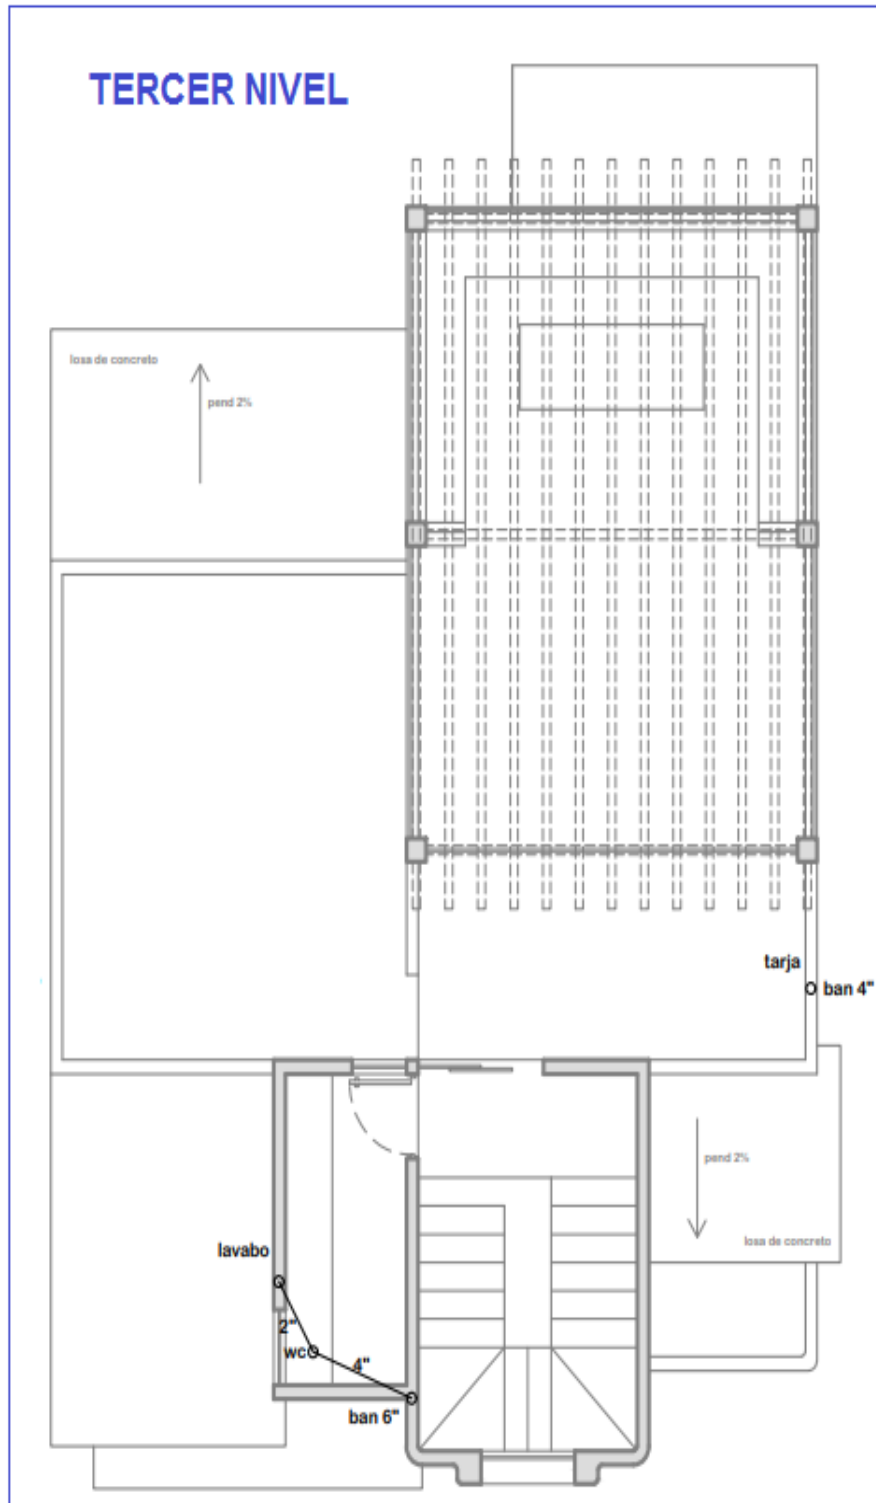 TERCER NIVEL
losa de concreto
pend 2%
tarja
ban 4"
pend 2%
losa de concreto
lavabo
2"
wc
4"
ban 6"